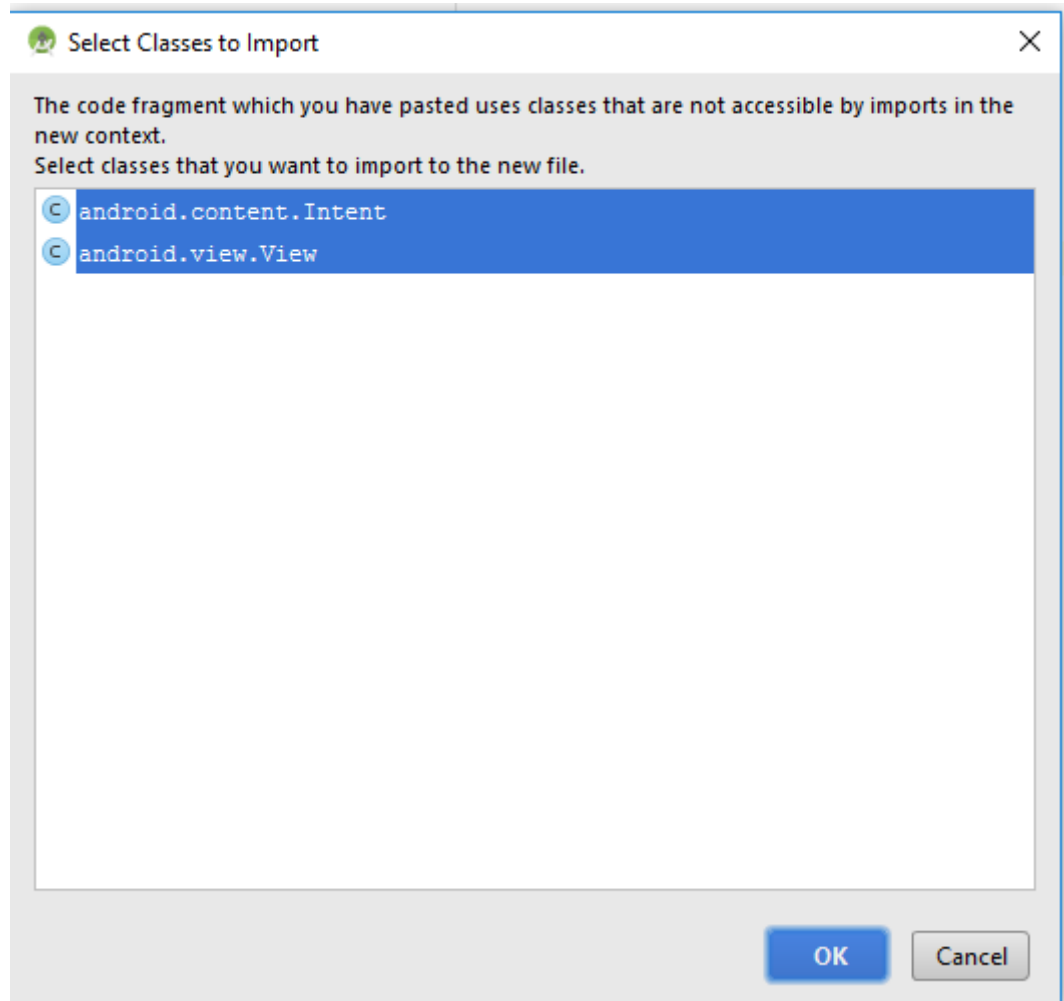 Select Classes to Import
The code fragment which you have pasted uses classes that are not accessible by imports in the
new context.
Select classes that you want to import to the new file.
C android.content.Intent
C android.view.View
OK Cancel